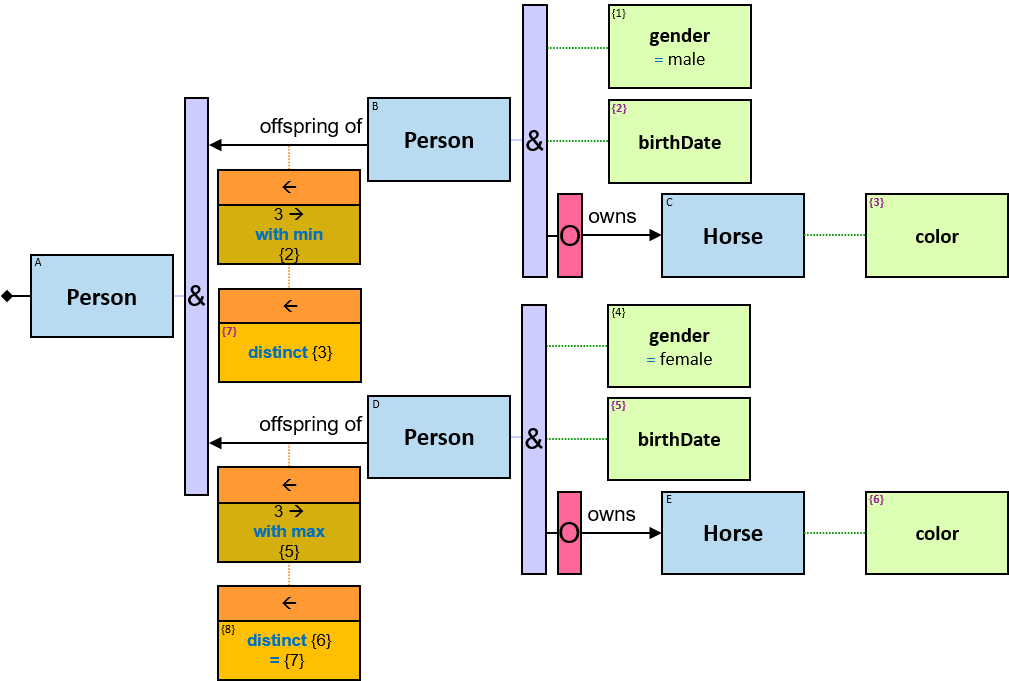 {1}
gender
= male
{2}
birthDate
B
Person
&
offspring of
←
3 →
with min
{2}
O
owns
C
Horse
{3}
color
A
Person
&
←
{7}
distinct {3}
{4}
gender
= female
{5}
birthDate
D
Person
&
offspring of
←
3 →
with max
{5}
O
owns
E
Horse
{6}
color
←
{8}
distinct {6}
= {7}